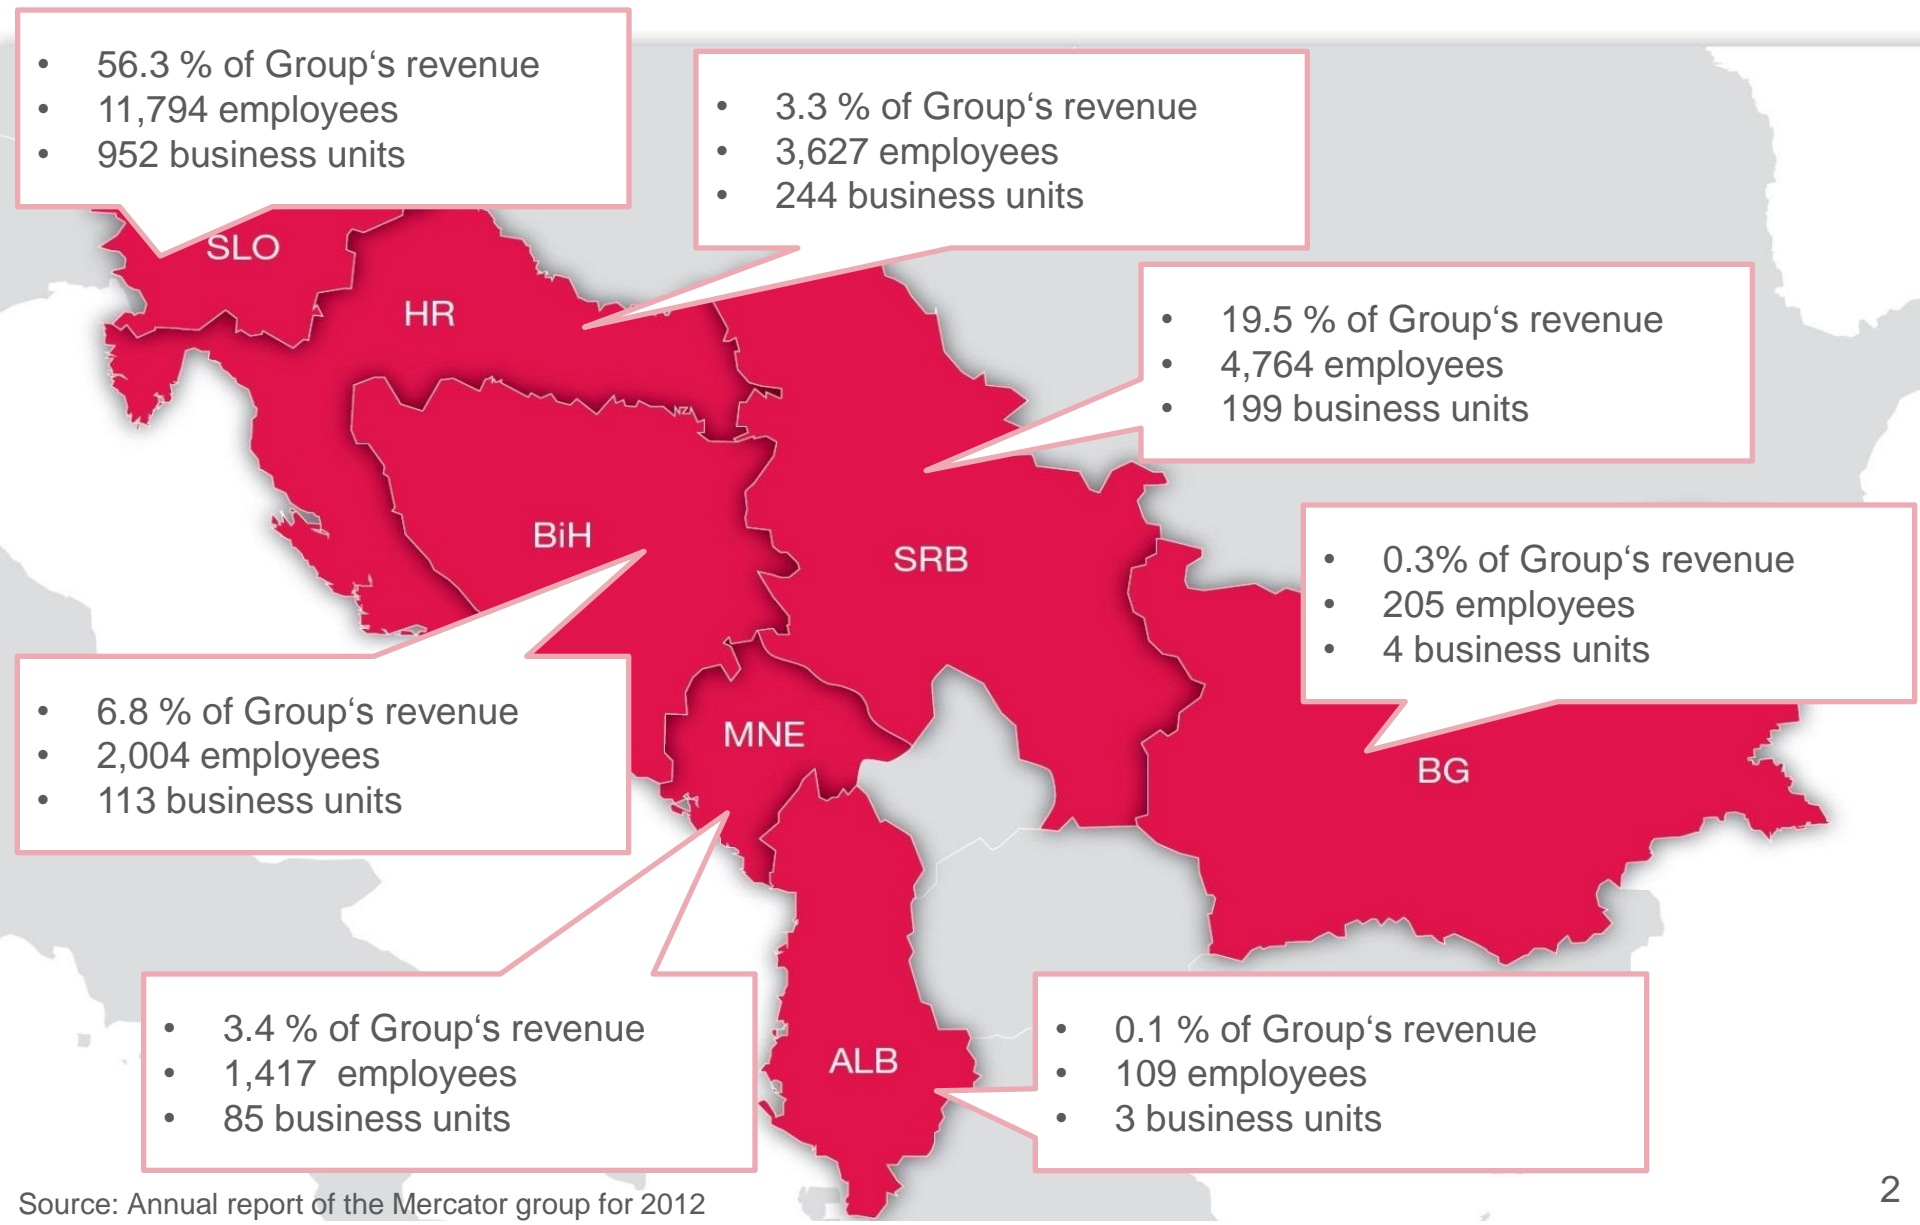 • 56.3 % of Group‘s revenue
• 11,794 employees
• 952 business units
• 3.3 % of Group‘s revenue
• 3,627 employees
• 244 business units
SLO
HR
• 19.5 % of Group‘s revenue
• 4,764 employees
• 199 business units
NZA
BiH
SRB
• 0.3% of Group‘s revenue
• 205 employees
• 4 business units
• 6.8 % of Group‘s revenue
• 2,004 employees
• 113 business units
MNE
BG
• 3.4 % of Group‘s revenue
• 1,417 employees
• 85 business units
ALB
• 0.1 % of Group‘s revenue
• 109 employees
• 3 business units
Source: Annual report of the Mercator group for 2012
2